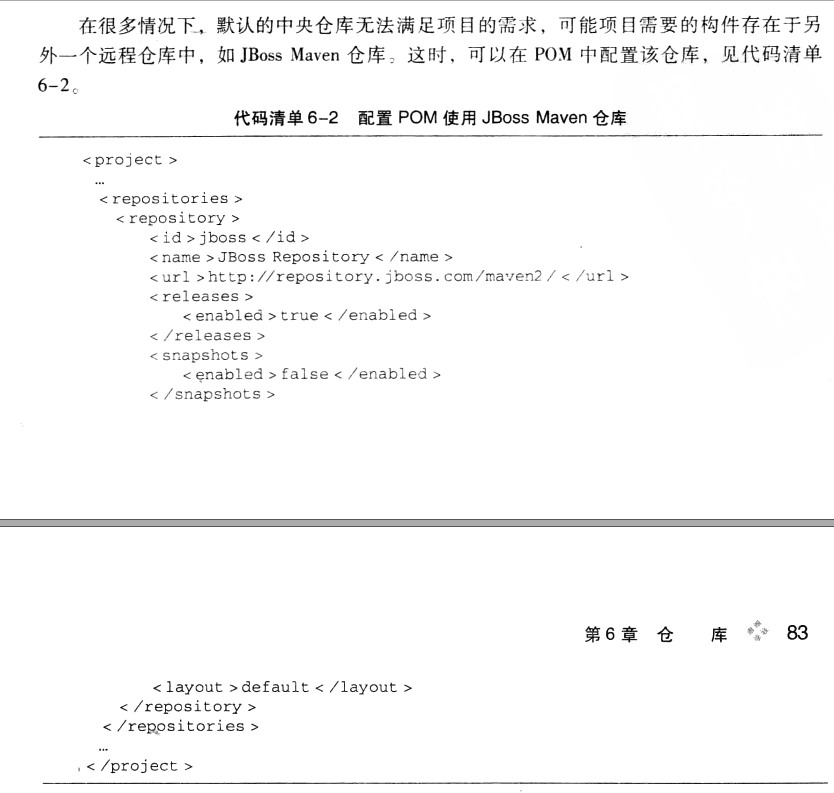 在很多情况下，默认的中央仓库无法满足项目的需求，可能项目需要的构件存在于另
外一个远程仓库中，如 JBoss Maven 仓库。这时，可以在 POM 中配置该仓库，见代码清单
6-2。
代码清单 6-2 配置 POM 使用 JBoss Maven 仓库
<project>
…
<repositories>
<repository>
<id>jboss</id>
<name>JBoss Repository</name>
<url>http://repository.jboss.com/maven2/</url>
<releases>
<enabled>true</enabled>
</releases>
<snapshots>
<enabled>false</enabled>
</snapshots>
第 6 章 仓 库 83
<layout>default</layout>
</repository>
</repositories>
…
</project>